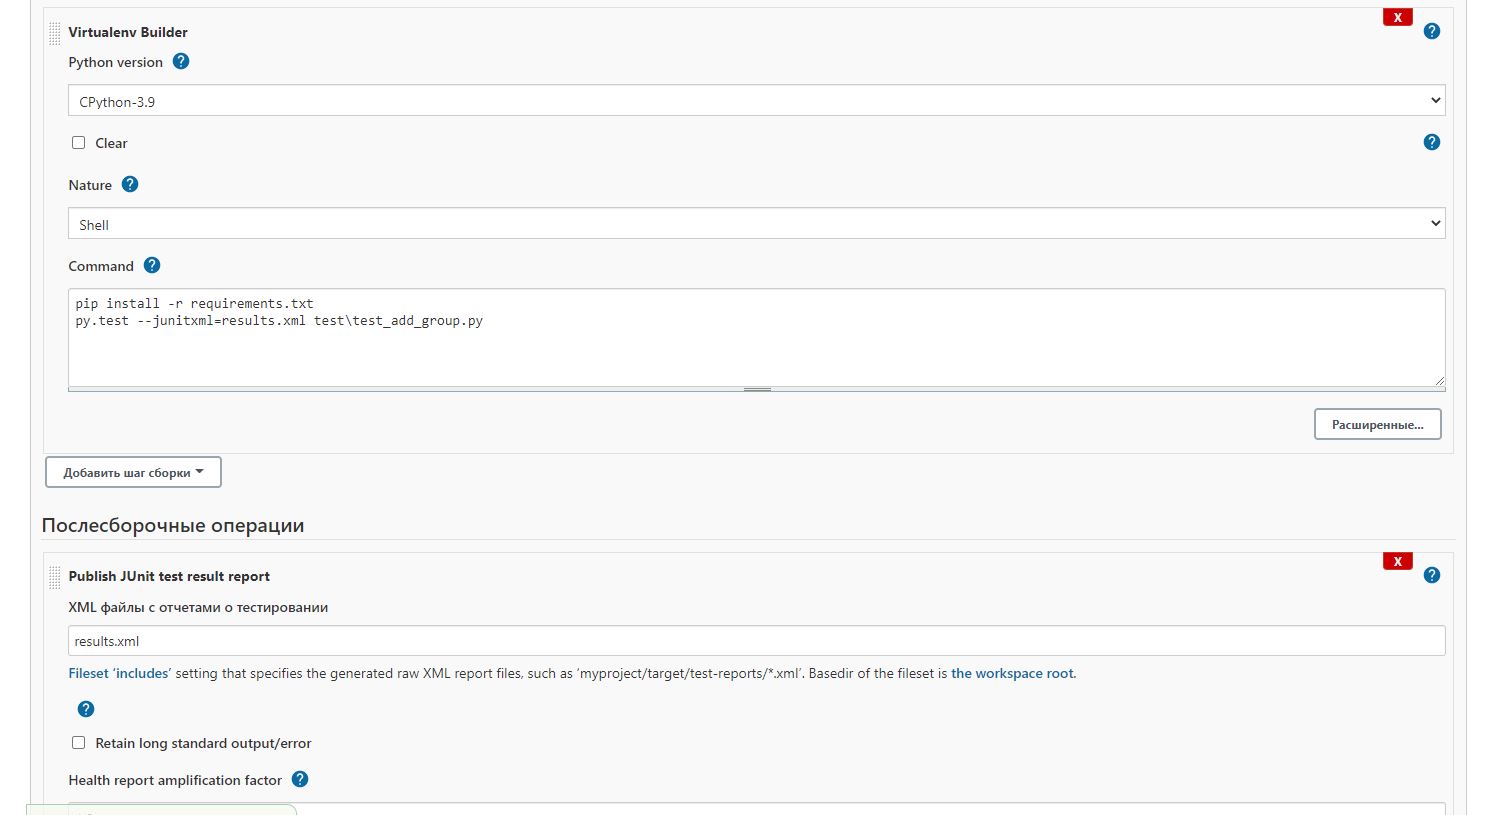 X
Virtualenv Builder ?
Python version ?
CPython-3.9
Clear ?
Nature ?
Shell
Command ?
pip install -r requirements.txt
py.test --junitxml=results.xml test\test_add_group.py
Расширенные...
Добавить шаг сборки
Послесборочные операции
X
Publish JUnit test result report ?
XML файлы с отчетами о тестировании
results.xml
Fileset ‘includes’ setting that specifies the generated raw XML report files, such as ‘myproject/target/test-reports/*.xml’. Basedir of the fileset is the workspace root.
?
Retain long standard output/error
Health report amplification factor ?